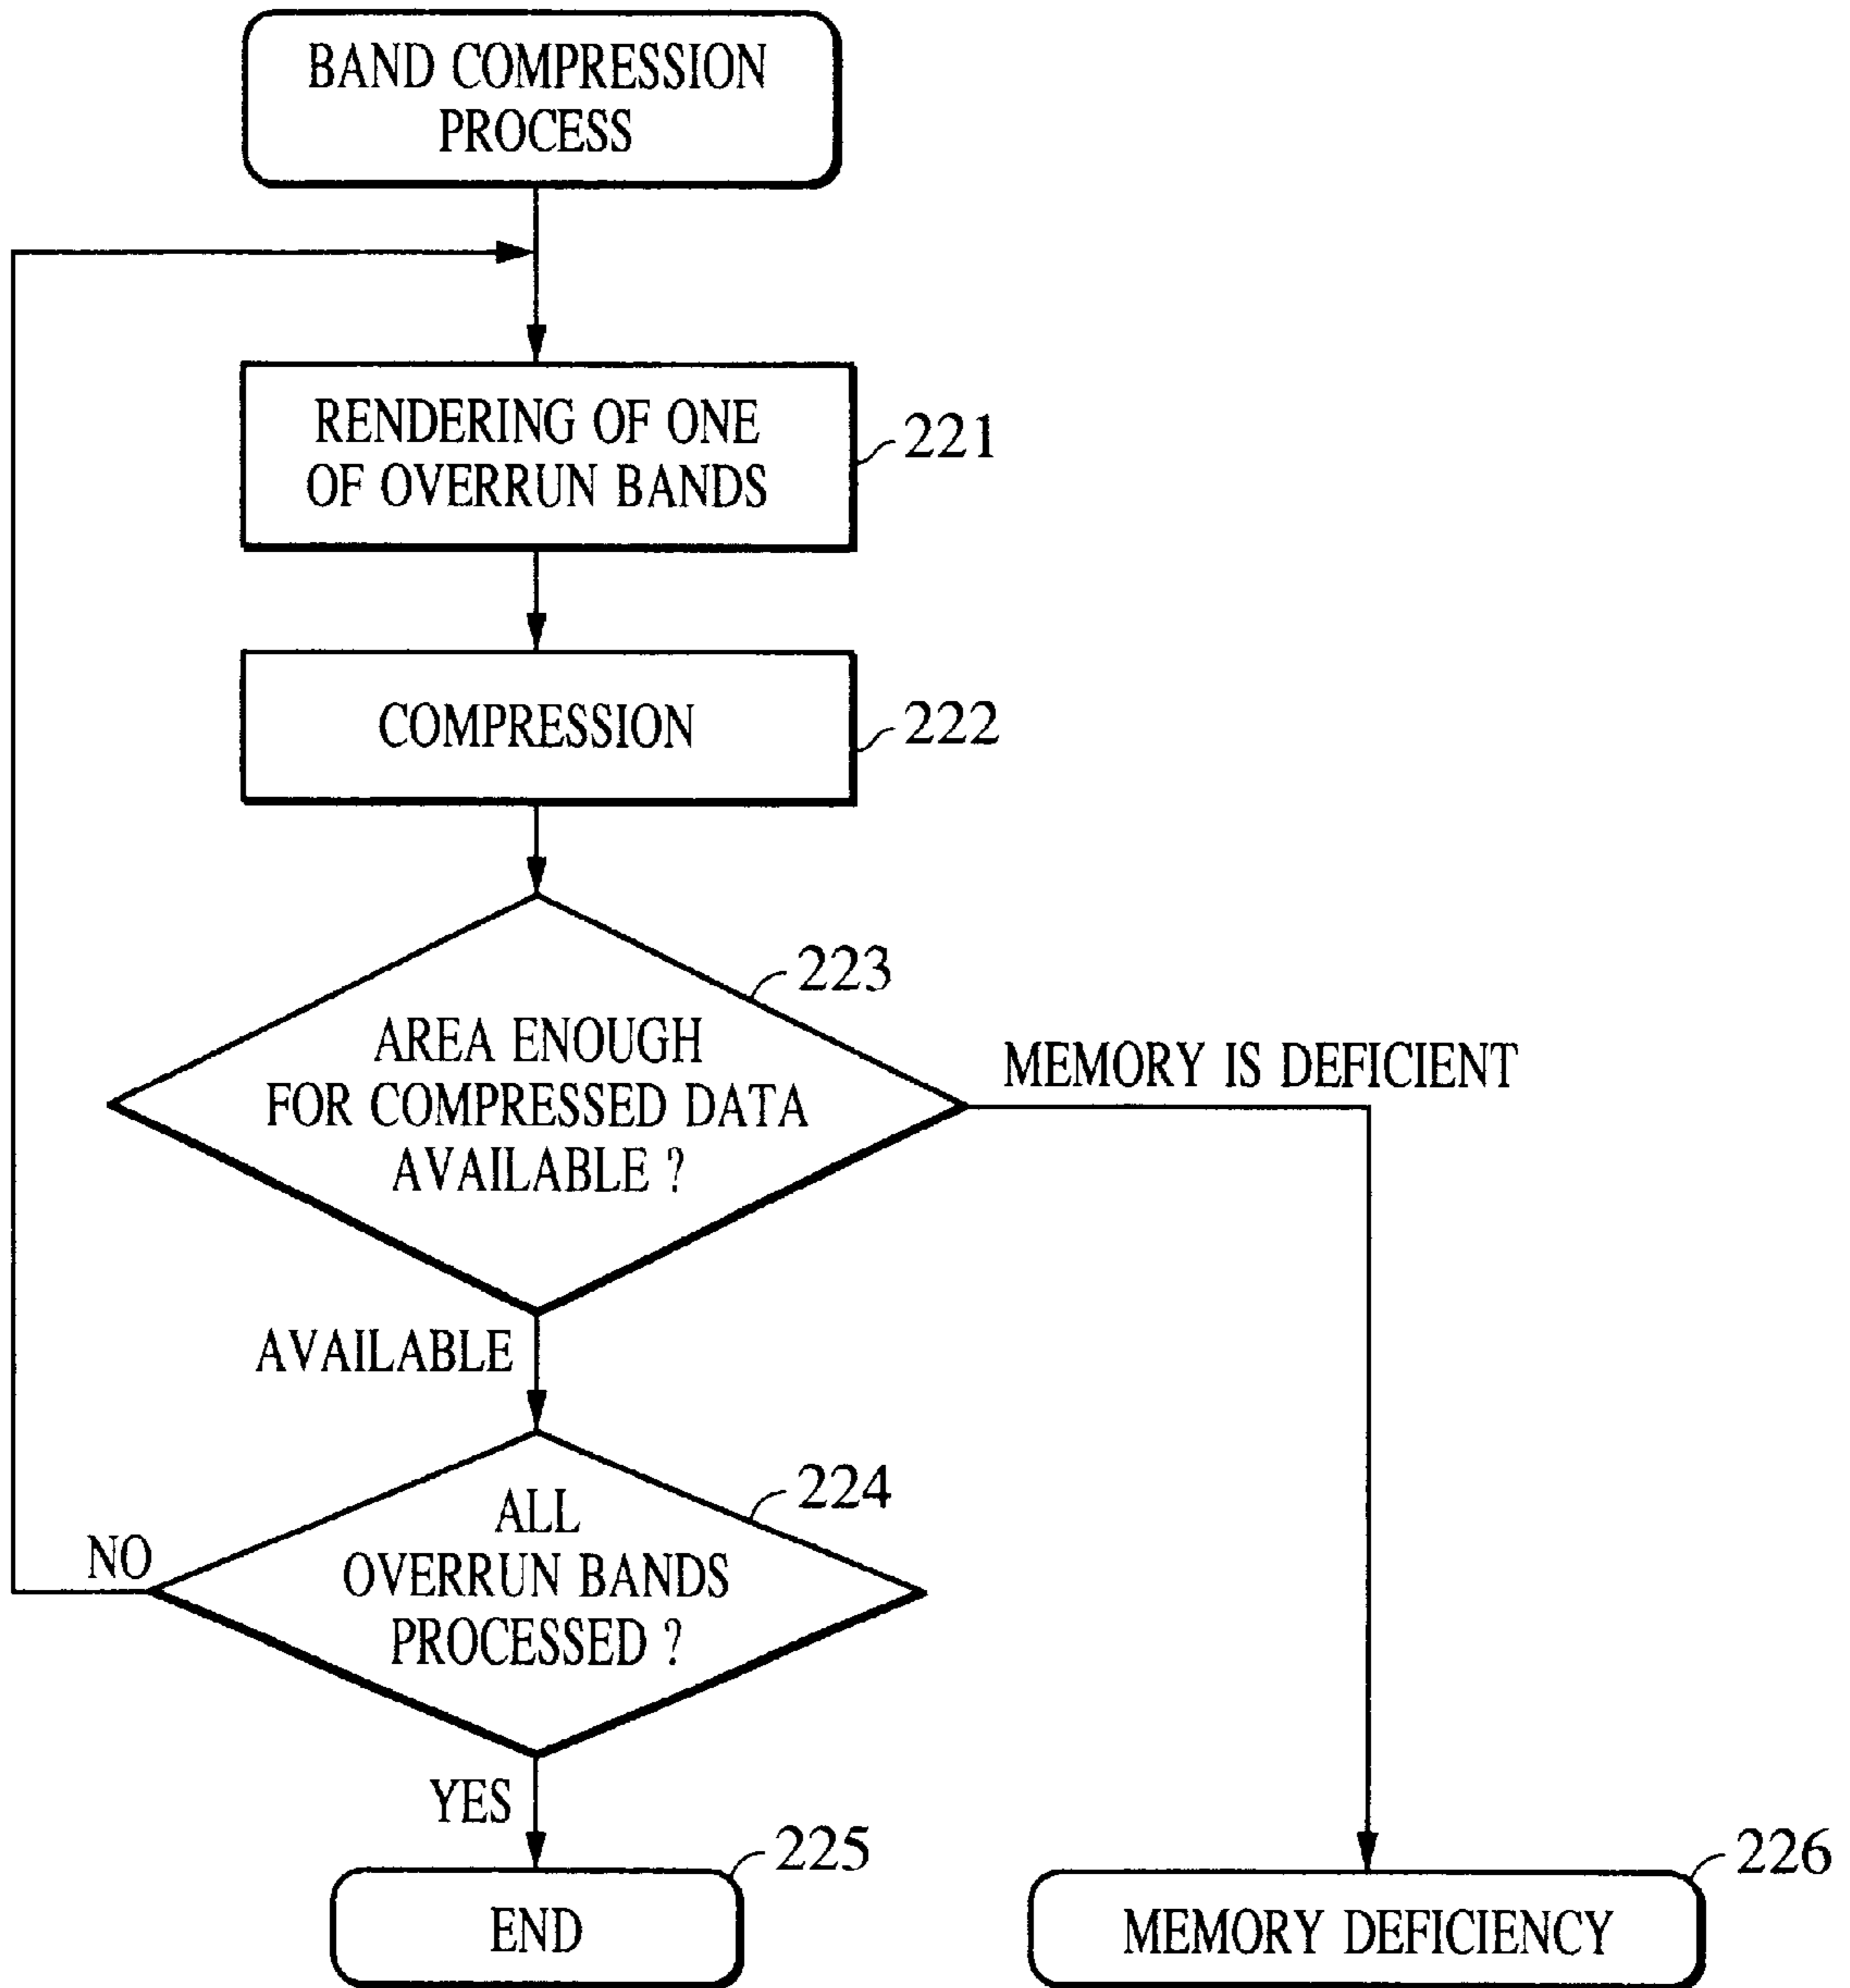 BAND COMPRESSION
PROCESS
RENDERING OF ONE
OF OVERRUN BANDS
221
COMPRESSION
222
223
AREA ENOUGH
FOR COMPRESSED DATA
AVAILABLE ?
MEMORY IS DEFICIENT
AVAILABLE
224
ALL
OVERRUN BANDS
PROCESSED ?
NO
YES
225
END
226
MEMORY DEFICIENCY